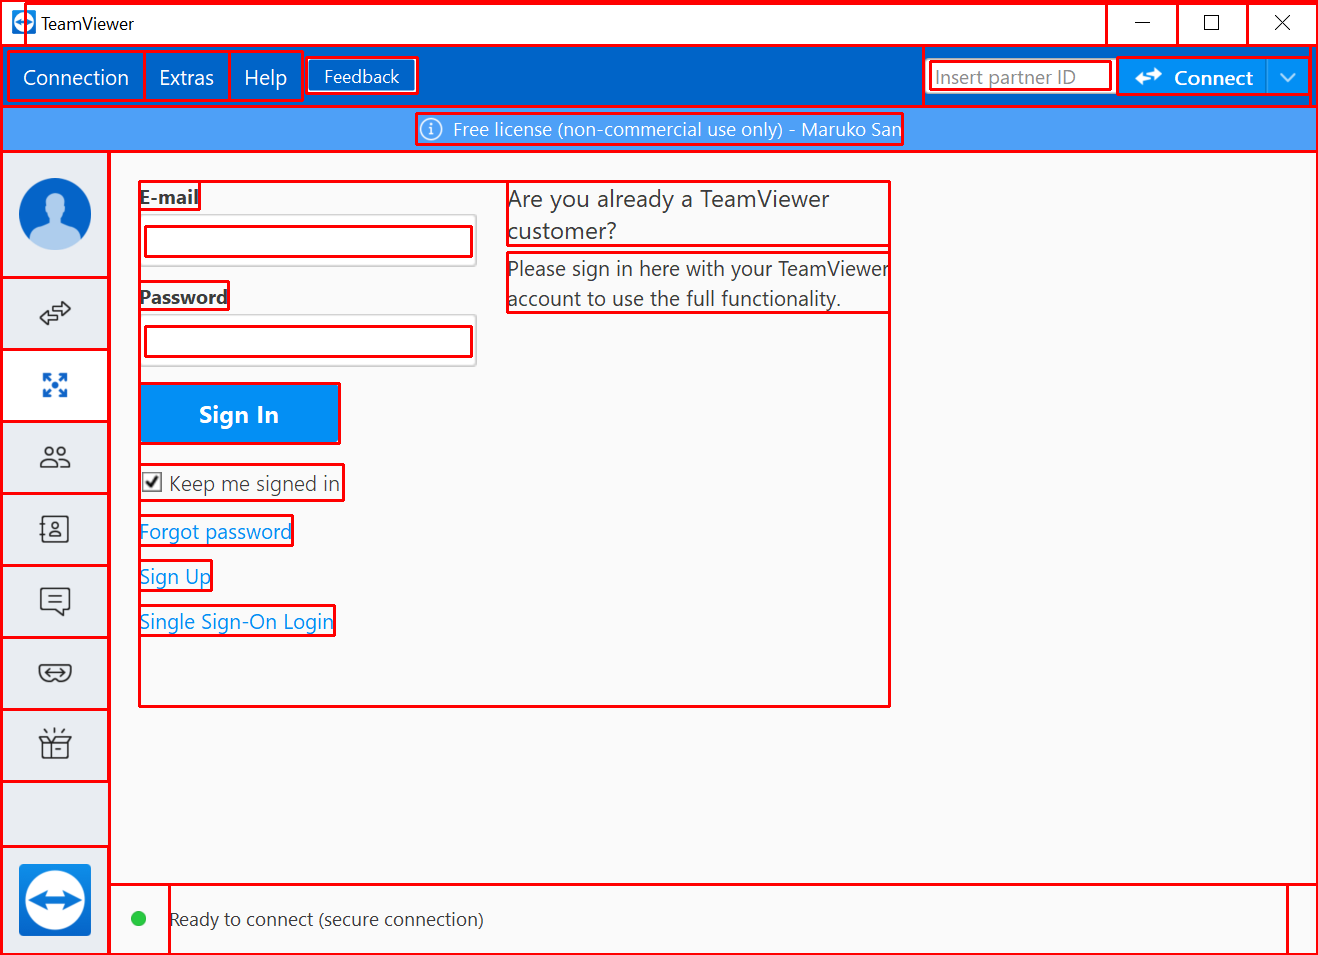 TeamViewer
Connection Extras Help Feedback Insert partner ID Connect
Free license (non-commercial use only) - Maruko San
E-mail
Are you already a TeamViewer
customer?
Please sign in here with your TeamViewer
account to use the full functionality.
Password
Sign In
Keep me signed in
Forgot password
Sign Up
Single Sign-On Login
Ready to connect (secure connection)